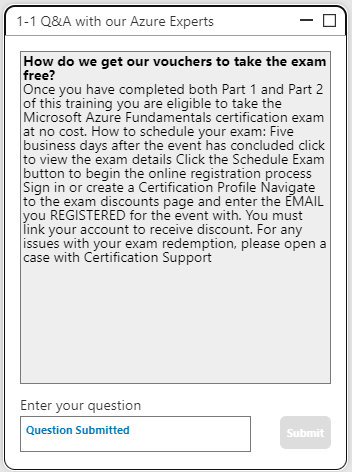 1-1 Q&A with our Azure Experts
How do we get our vouchers to take the exam
free?
Once you have completed both Part 1 and Part 2
of this training you are eligible to take the
Microsoft Azure Fundamentals certification exam
at no cost. How to schedule your exam: Five
business days after the event has concluded click
to view the exam details Click the Schedule Exam
button to begin the online registration process
Sign in or create a Certification Profile Navigate
to the exam discounts page and enter the EMAIL
you REGISTERED for the event with. You must
link your account to receive discount. For any
issues with your exam redemption, please open a
case with Certification Support
Enter your question
Question Submitted
Submit